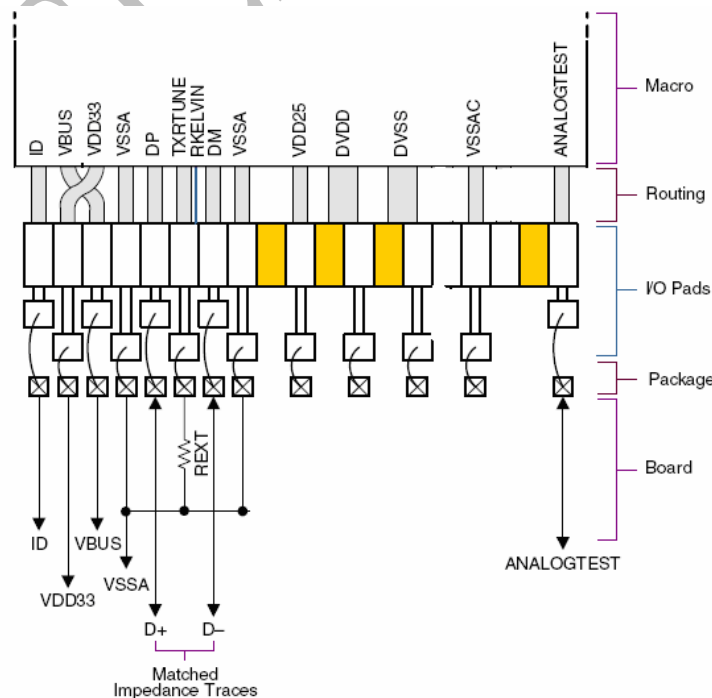 ID
VBUS
VDD33
VSSA
DP
TXRTUNE
RKELVIN
DM
VSSA
VDD25
DVDD
DVSS
VSSAC
ANALOGTEST
Macro
Routing
I/O Pads
Package
Board
REXT
ID
VBUS
VSSA
VDD33
D+
D–
ANALOGTEST
Matched
Impedance Traces